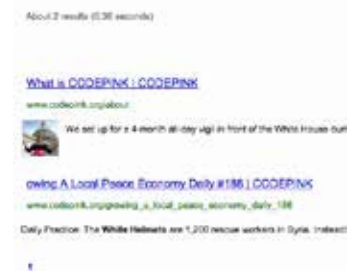 About 2 results (0.36 seconds)
What is CODEPINK | CODEPINK
www.codepink.org/about
We set up for a 4-month all-day vigil in front of the White House
owing A Local Peace Economy Daily #186 | CODEPINK
www.codepink.org/growing_a_local_peace_economy_daily_186
Daily Practice: The White Helmets are 1,200 rescue workers in Syria. Instead
1